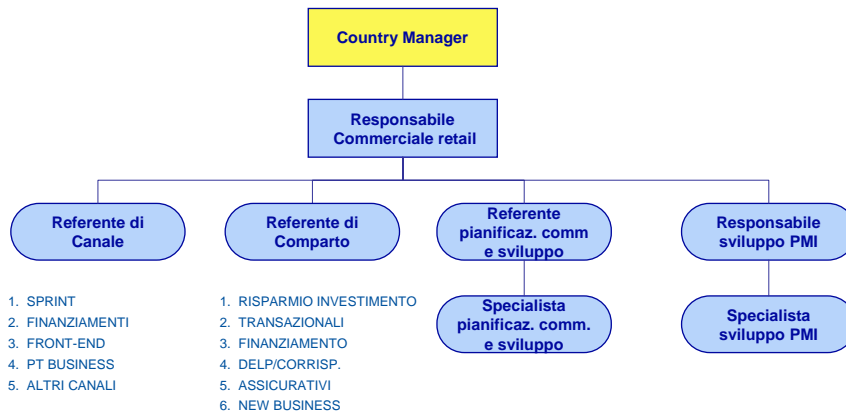 Country Manager
Responsabile
Commerciale retail
Referente di
Canale
Referente di
Comparto
Referente
pianificaz. comm
e sviluppo
Responsabile
sviluppo PMI
1. SPRINT
2. FINANZIAMENTI
3. FRONT-END
4. PT BUSINESS
5. ALTRI CANALI
1. RISPARMIO INVESTIMENTO
2. TRANSAZIONALI
3. FINANZIAMENTO
4. DELP/CORRISP.
5. ASSICURATIVI
6. NEW BUSINESS
Specialista
pianificaz. comm.
e sviluppo
Specialista
sviluppo PMI